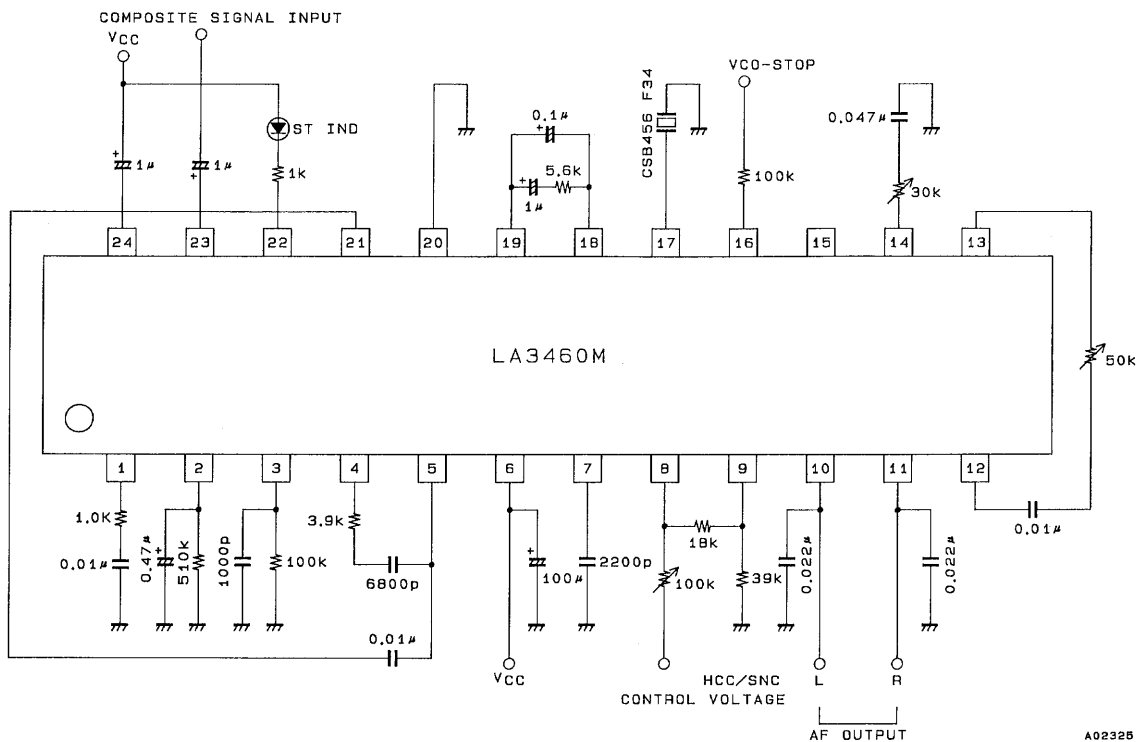 COMPOSITE SIGNAL INPUT
VCC
VCO-STOP
CSB456 F34
ST IND
0.1μ
0.047μ
+
1μ
+
1μ
1k
+
+
1μ
5.6k
100k
30k
24
23
22
21
20
19
18
17
16
15
14
13
LA3460M
50k
1
2
3
4
5
6
7
8
9
10
11
12
1.0K
0.01μ
+
0.47μ
510k
1000p
100k
3.9k
6800p
0.01μ
+
100μ
2200p
18k
100k
39k
0.022μ
0.022μ
0.01μ
VCC
HCC/SNC
CONTROL VOLTAGE
L
R
AF OUTPUT
A02325